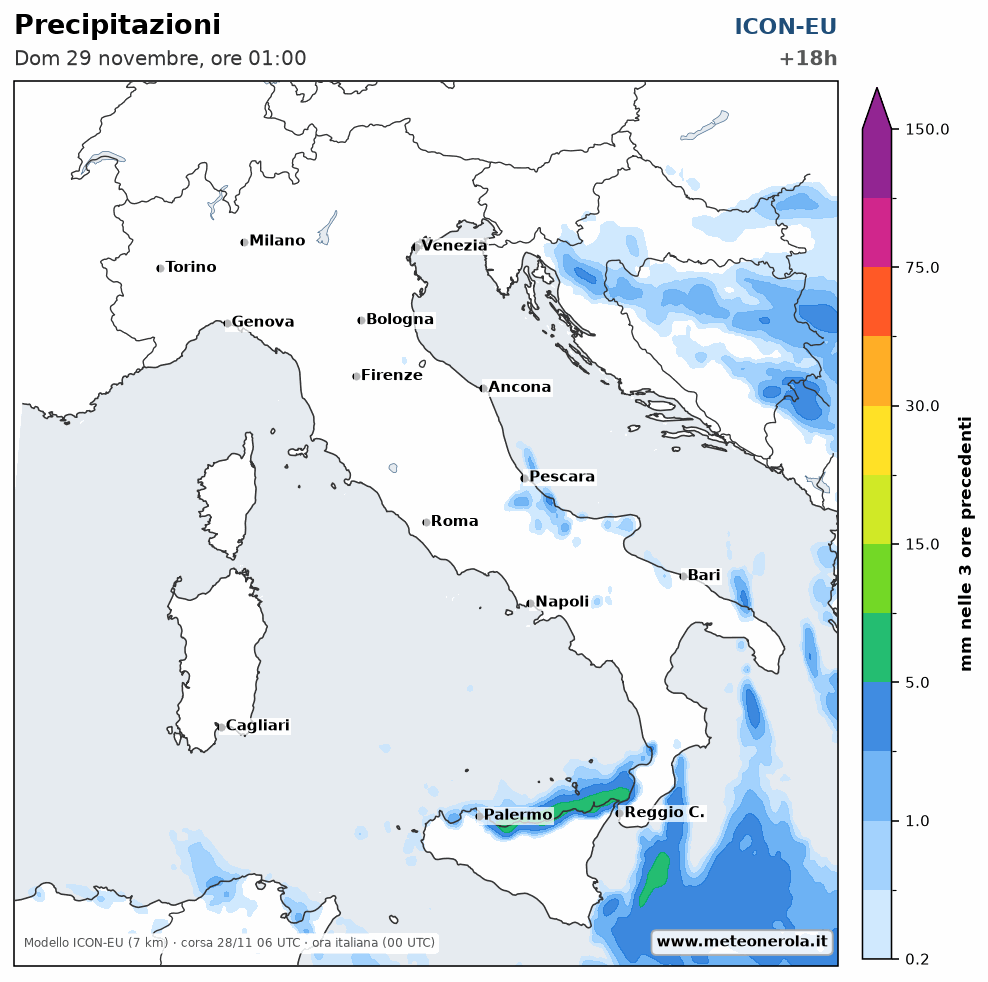 Precipitazioni
ICON-EU
Dom 29 novembre, ore 01:00
+18h
150.0
Milano
Venezia
Torino
75.0
Genova
Bologna
Firenze
Ancona
30.0
Pescara
Roma
15.0
Bari
Napoli
mm nelle 3 ore precedenti
5.0
Cagliari
Palermo
Reggio C.
1.0
Modello ICON-EU (7 km) · corsa 28/11 06 UTC · ora italiana (00 UTC)
www.meteonerola.it
0.2